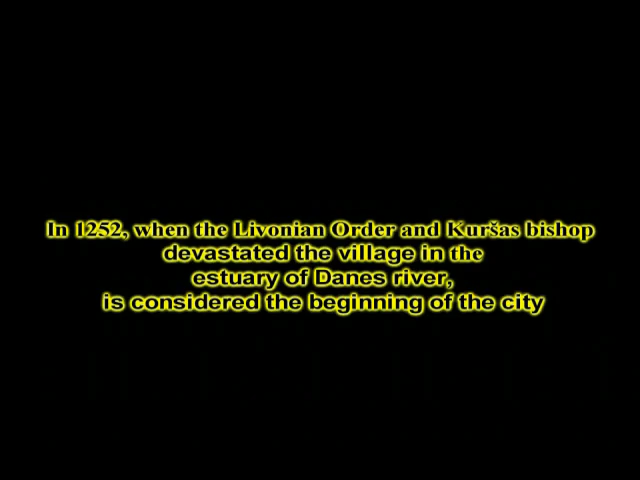 In 1252, when the Livonian Order and Kuršas bishop
devastated the village in the
estuary of Danes river,
is considered the beginning of the city